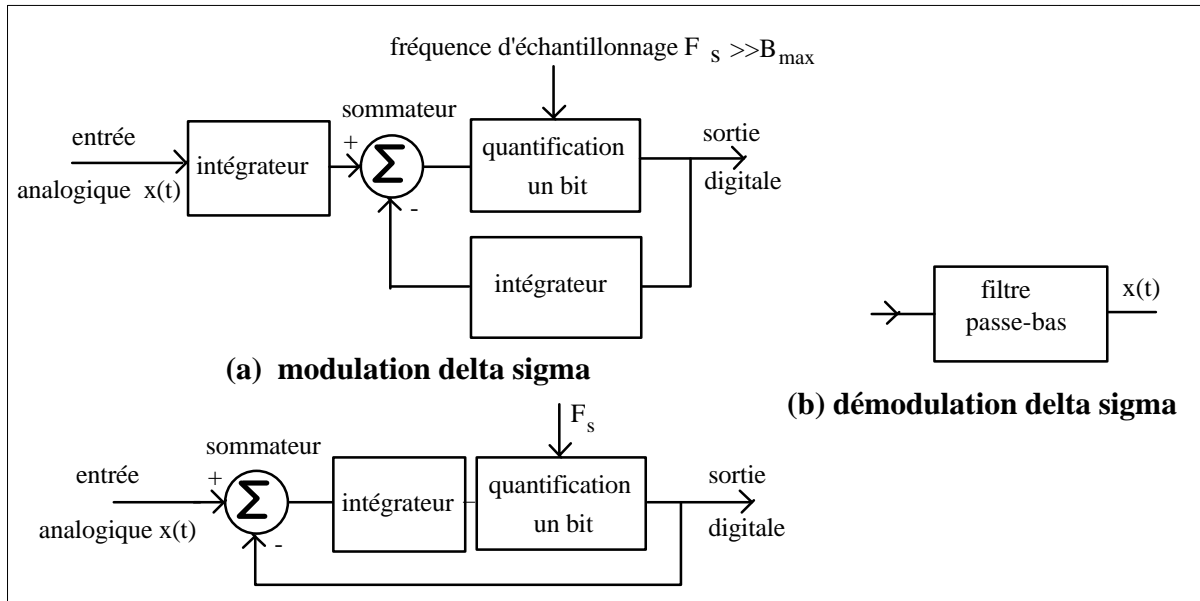 fréquence d'échantillonnage F s >>B max
sommateur
entrée
analogique x(t)
intégrateur
+
Σ
-
quantification
un bit
sortie
digitale
intégrateur
(a) modulation delta sigma
filtre
passe-bas
x(t)
(b) démodulation delta sigma
F s
sommateur
entrée
analogique x(t)
+
-
Σ
-
intégrateur
quantification
un bit
sortie
digitale